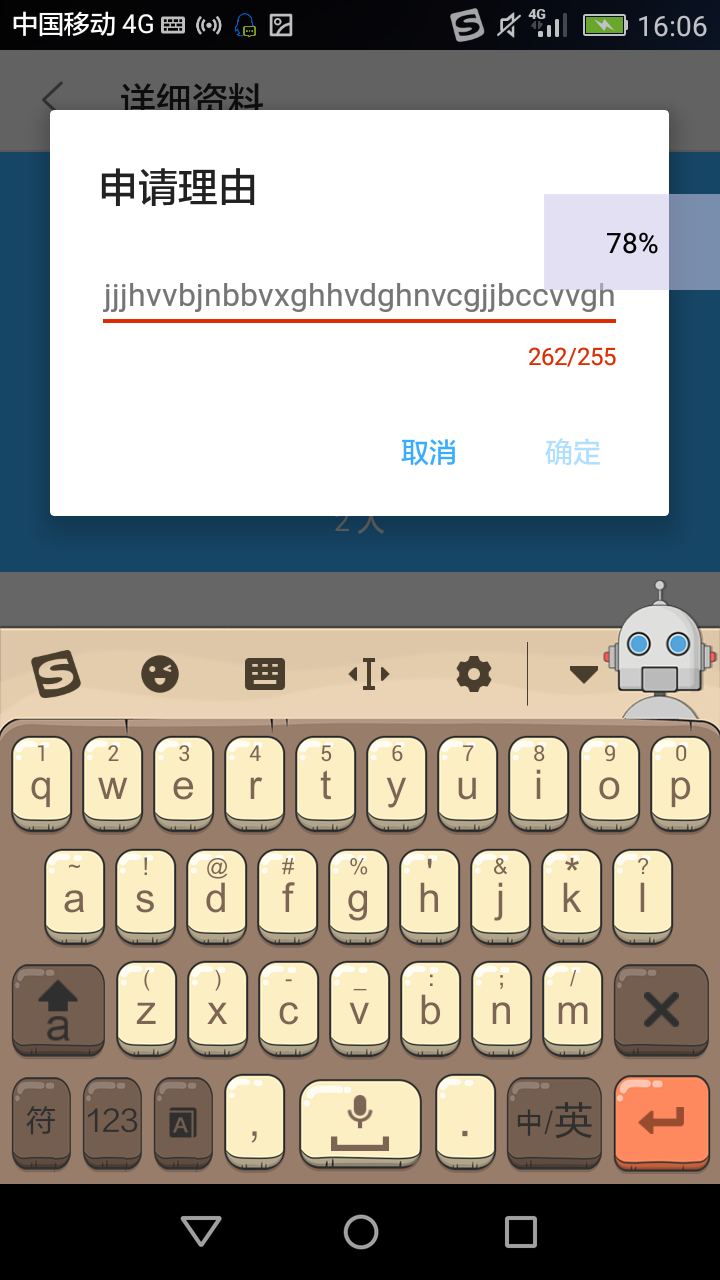 中国移动 4G 4G 16:06
详细资料
申请理由
78%
jjjhvvbjnbbvxghhvdghnvcgjjbccvvgh
262/255
取消 确定
2 人
1 2 3 4 5 6 7 8 9 0
q w e r t y u i o p
~ ! @ # % ' & * ?
a s d f g h j k l
( ) - _ : ; /
a z x c v b n m
符 123 A , . 中/英